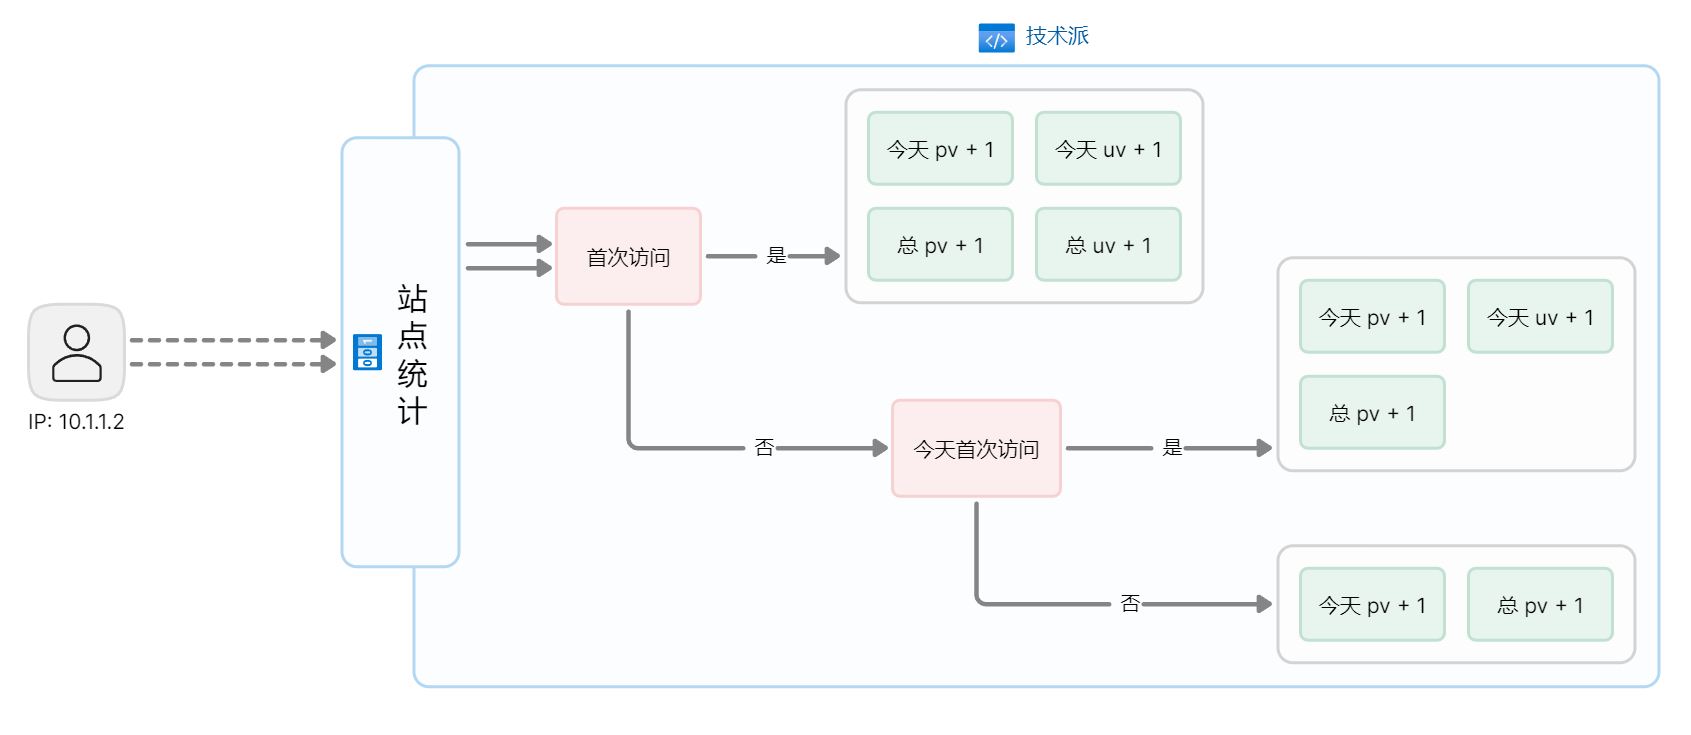 技术派
今天 pv + 1
今天 uv + 1
总 pv + 1
总 uv + 1
首次访问
是
站点统计
IP: 10.1.1.2
否
今天首次访问
是
今天 pv + 1
今天 uv + 1
总 pv + 1
否
今天 pv + 1
总 pv + 1